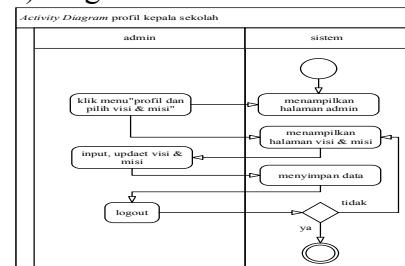 Activity Diagram profil kepala sekolah
admin
sistem
klik menu"profil dan
pilih visi & misi"
menampilkan
halaman admin
menampilkan
halaman visi & misi
input, updaet visi &
misi
menyimpan data
logout
tidak
ya